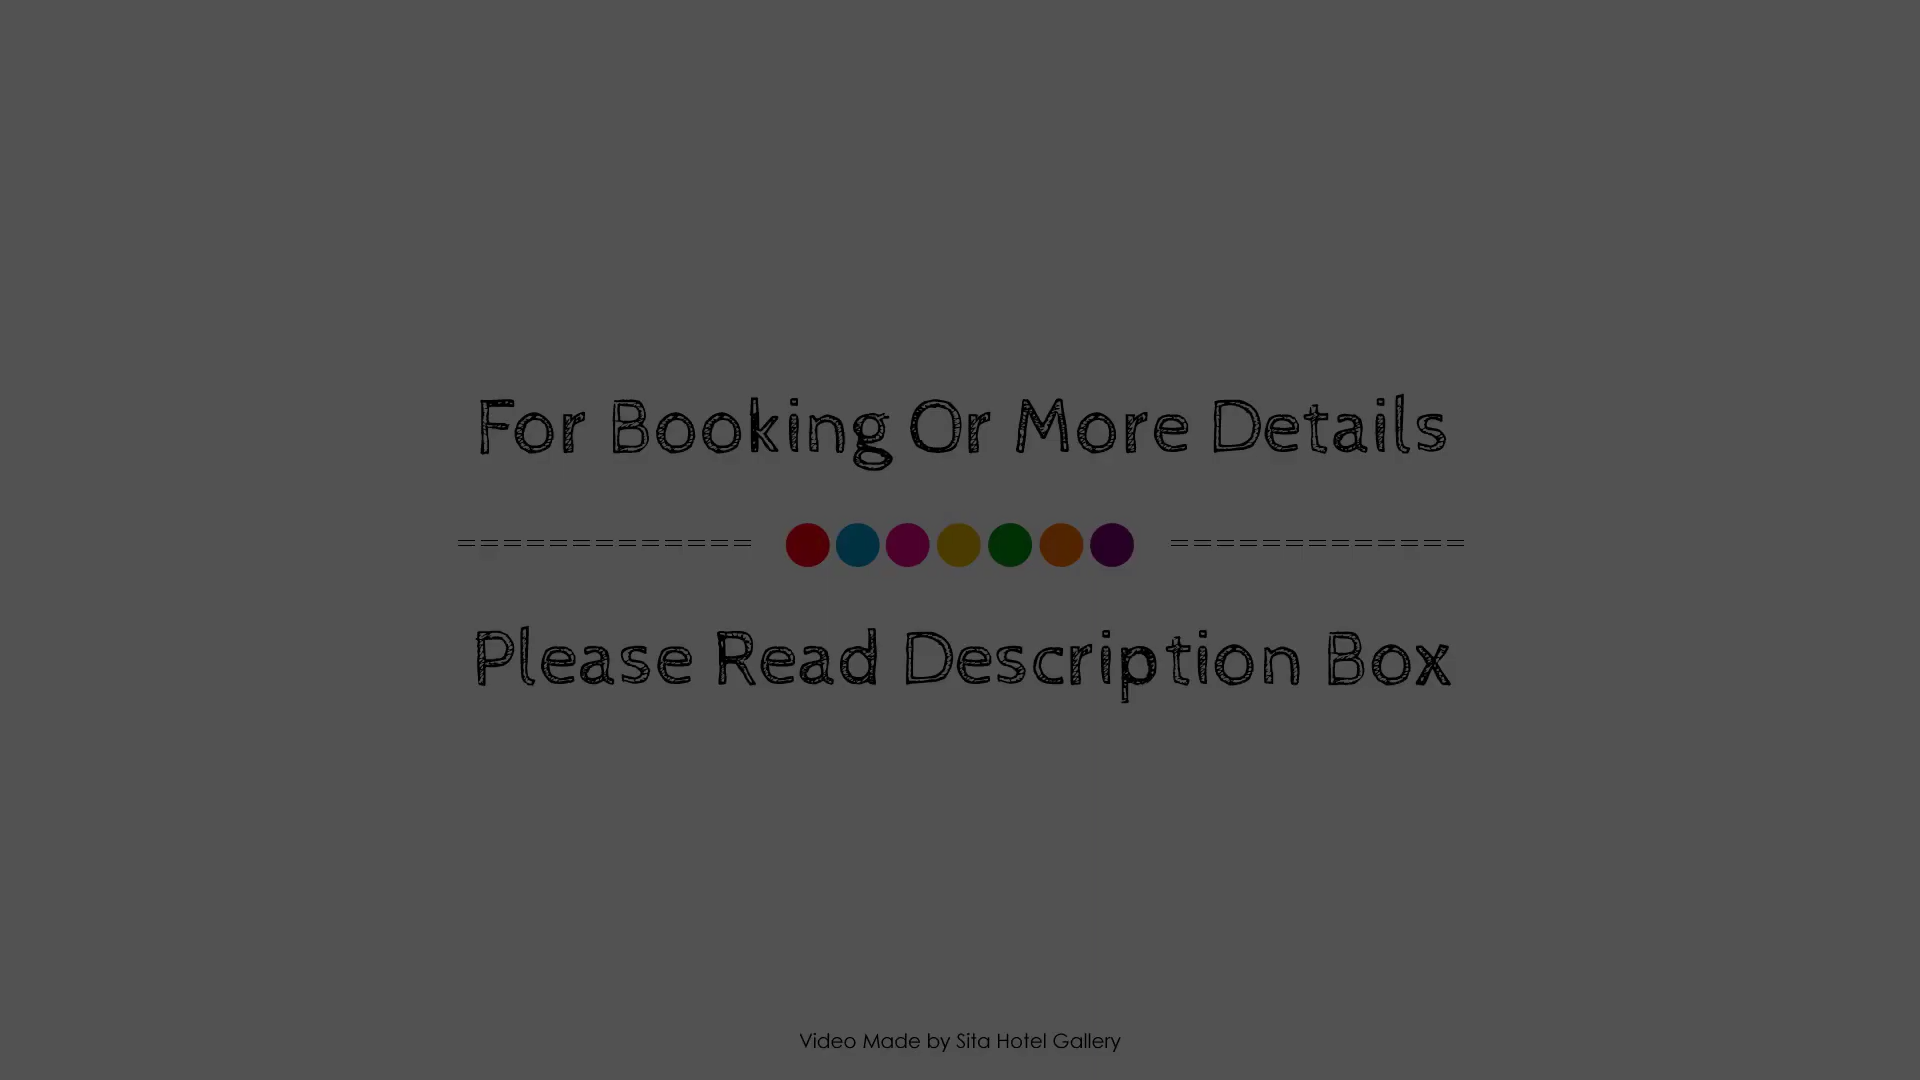 For Booking Or More Details
============= =============
Please Read Description Box
Video Made by Sita Hotel Gallery